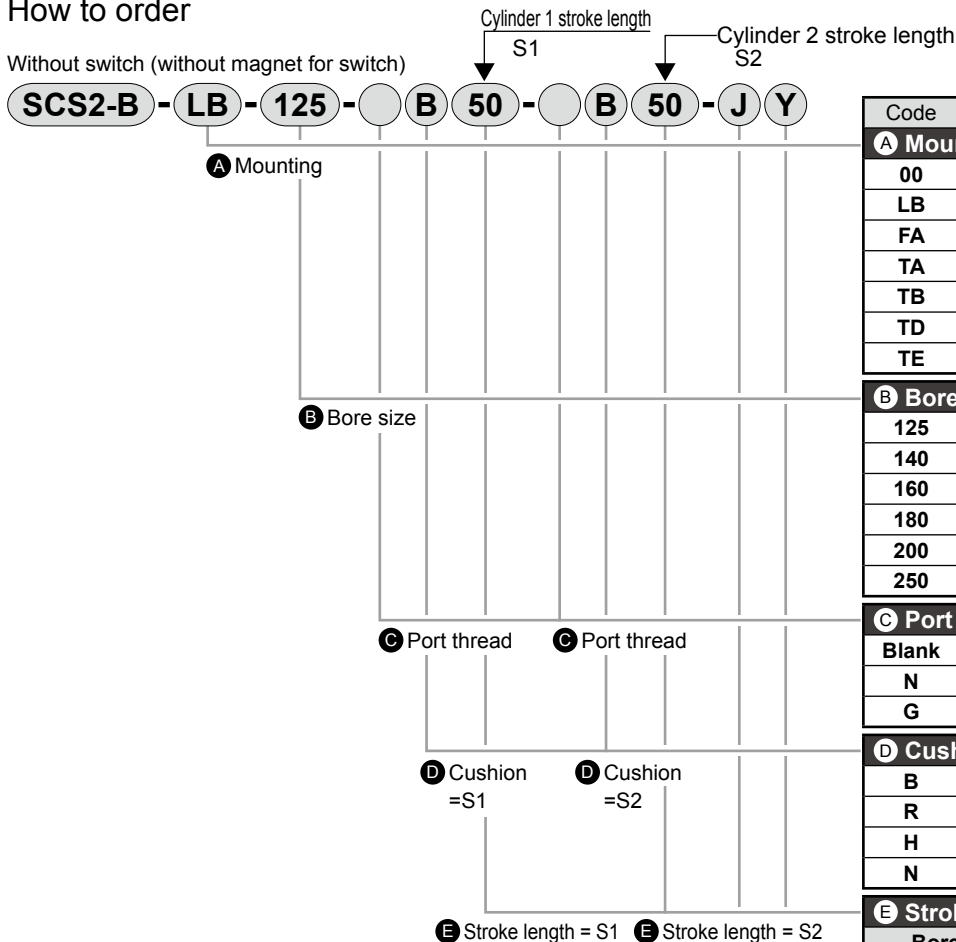 How to order
Cylinder 1 stroke length
S1
Cylinder 2 stroke length
S2
Without switch (without magnet for switch)
SCS2-B - LB - 125 - B 50 - B 50 - J Y
A Mounting
B Bore size
C Port thread C Port thread
D Cushion D Cushion
=S1 =S2
E Stroke length = S1 E Stroke length = S2
Code
A Mou
00
LB
FA
TA
TB
TD
TE
B Bore
125
140
160
180
200
250
C Port
Blank
N
G
D Cush
B
R
H
N
E Strok
Bore